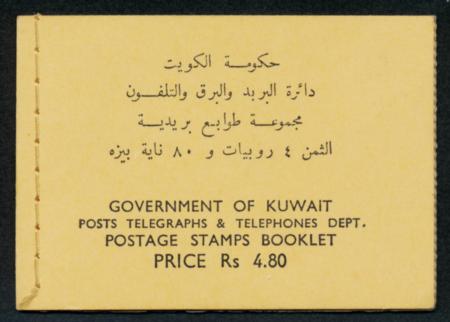 حكومة الكويت
دائرة البريد والبرق والتلفون
مجموعة طوابع بريدية
الثمن ٤ روبيات و ٨٠ ناية بيزه
GOVERNMENT OF KUWAIT
POSTS TELEGRAPHS & TELEPHONES DEPT.
POSTAGE STAMPS BOOKLET
PRICE Rs 4.80